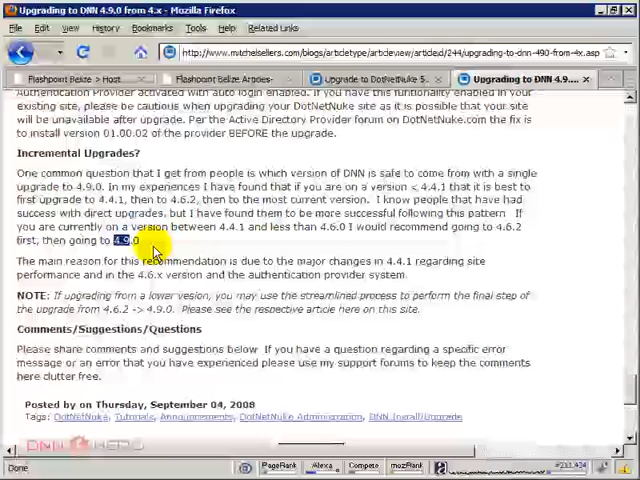 Upgrading to DNN 4.9.0 from 4.x - Mozilla Firefox
File Edit View History Bookmarks Tools Help Related Links
http://www.mitchelsellers.com/blogs/articletype/articleview/articleid/244/upgrading-to-dnn-490-from-4x.asp
Flashpoint Belize > Host Flashpoint Belize Articles- Upgrade to DotNetNuke 5... Upgrading to DNN 4.9....
Authentication Provider activated with auto login enabled. If you have this funtionality enabled in your
existing site, please be cautious when upgrading your DotNetNuke site as it is possible that your site
will be unavailable after upgrade. Per the Active Directory Provider forum on DotNetNuke.com the fix is
to install version 01.00.02 of the provider BEFORE the upgrade.
Incremental Upgrades?
One common question that I get from people is which version of DNN is safe to come from with a single
upgrade to 4.9.0. In my experiences I have found that if you are on a version < 4.4.1 that it is best to
first upgrade to 4.4.1, then to 4.6.2, then to the most current version. I know people that have had
success with direct upgrades, but I have found them to be more successful following this pattern If
you are currently on a version between 4.4.1 and less than 4.6.0 I would recommend going to 4.6.2
first, then going to 4.9.0
The main reason for this recommendation is due to the major changes in 4.4.1 regarding site
performance and in the 4.6.x version and the authentication provider system.
NOTE: If upgrading from a lower vesion, you may use the streamlined process to perform the final step of
the upgrade from 4.6.2 -> 4.9.0. Please see the respective article here on this site.
Comments/Suggestions/Questions
Please share comments and suggestions below If you have a question regarding a specific error
message or an error that you have experienced please use my support forums to keep the comments
here clutter free.
Posted by on Thursday, September 04, 2008
Tags: DotNetNuke, Tutorials, Announcements, DotNetNuke Administration, DNN Install/Upgrade
DNN HERO
Done PageRank Alexa Compete mozRank #211,434